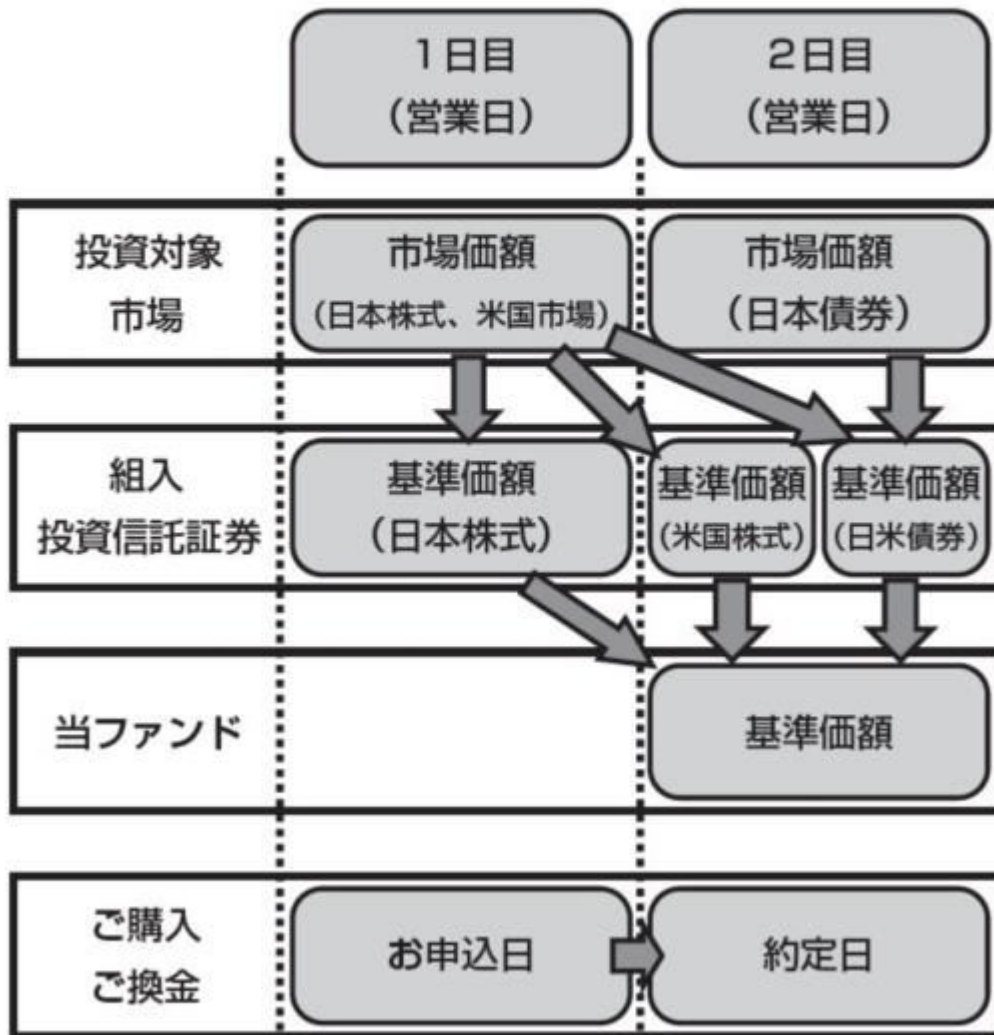 1日目
(営業日)
2日目
(営業日)
投資対象
市場
市場価額
(日本株式、米国市場)
市場価額
(日本債券)
組入
投資信託証券
基準価額
(日本株式)
基準価額
(米国株式)
基準価額
(日米債券)
当ファンド
基準価額
ご購入
ご換金
お申込日
約定日